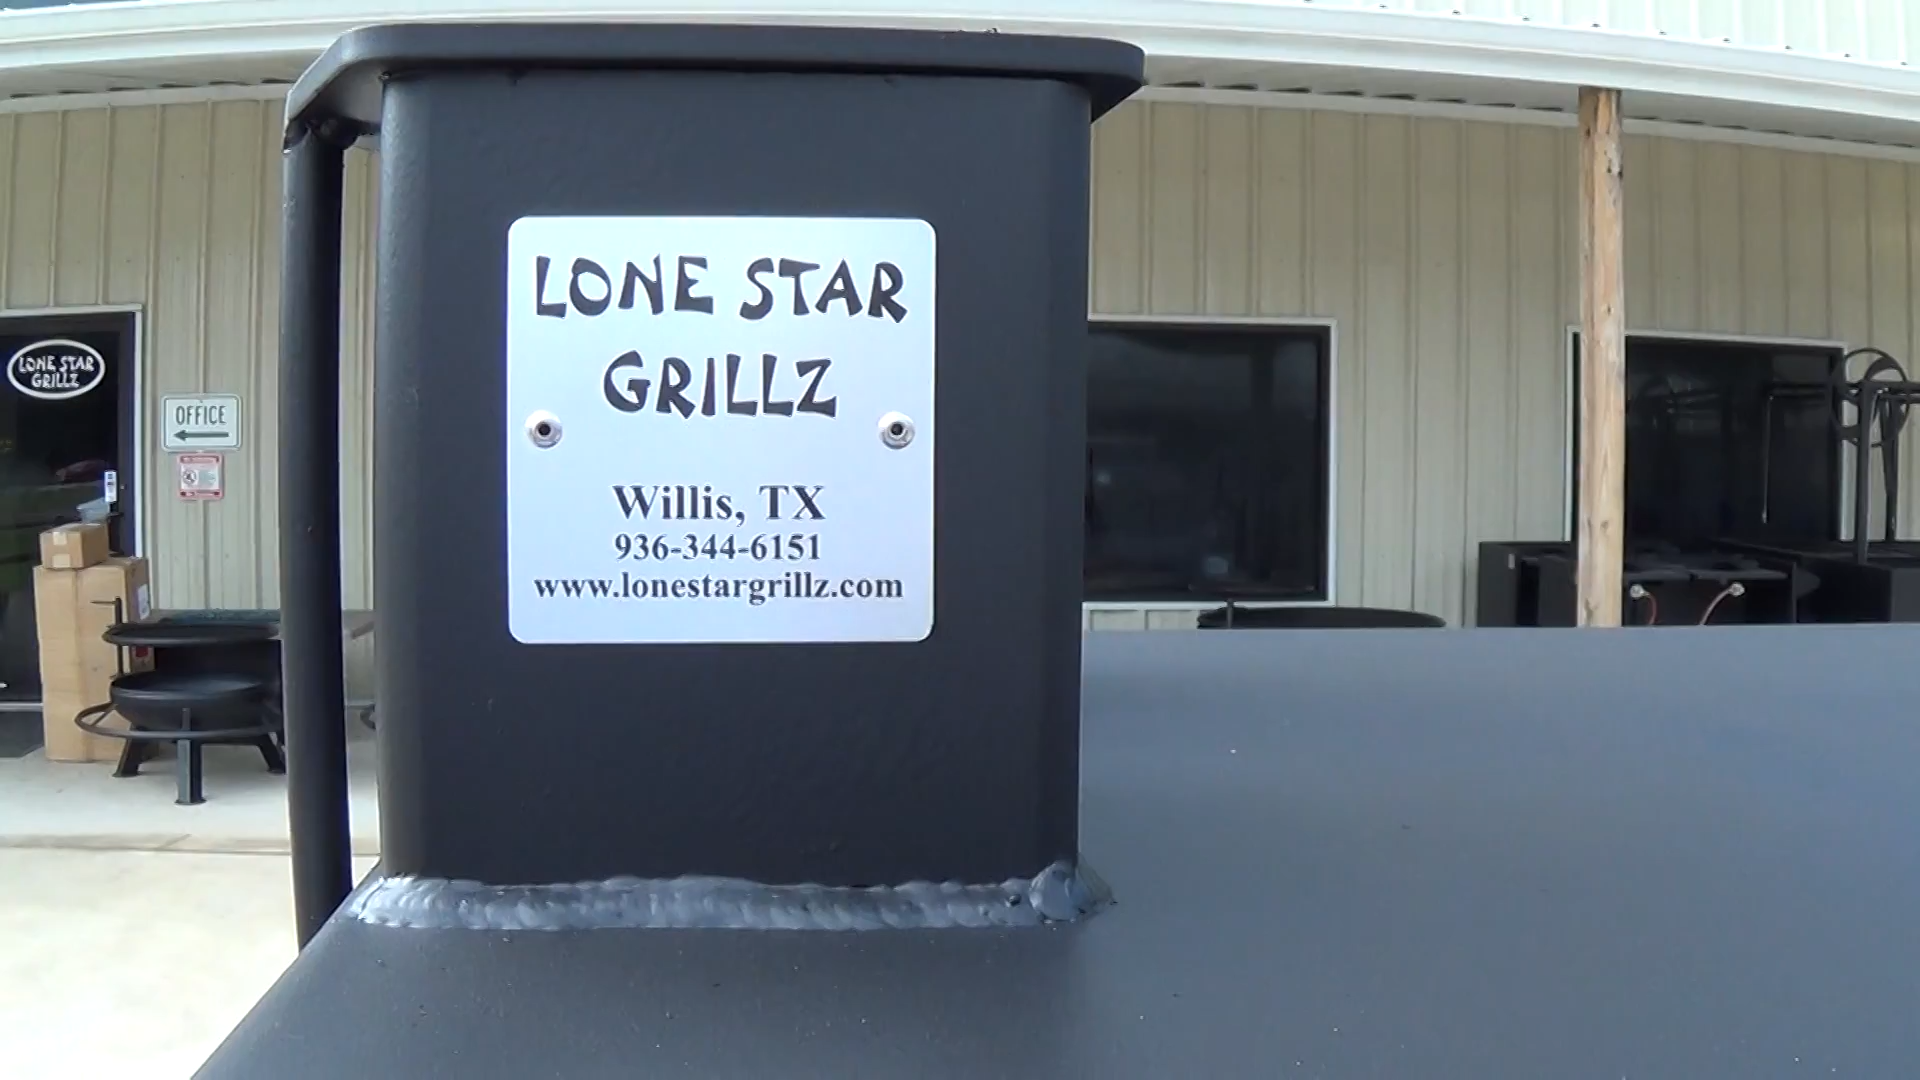 LONE STAR
GRILLZ
Willis, TX
936-344-6151
www.lonestargrillz.com
LONE STAR
GRILLZ
OFFICE